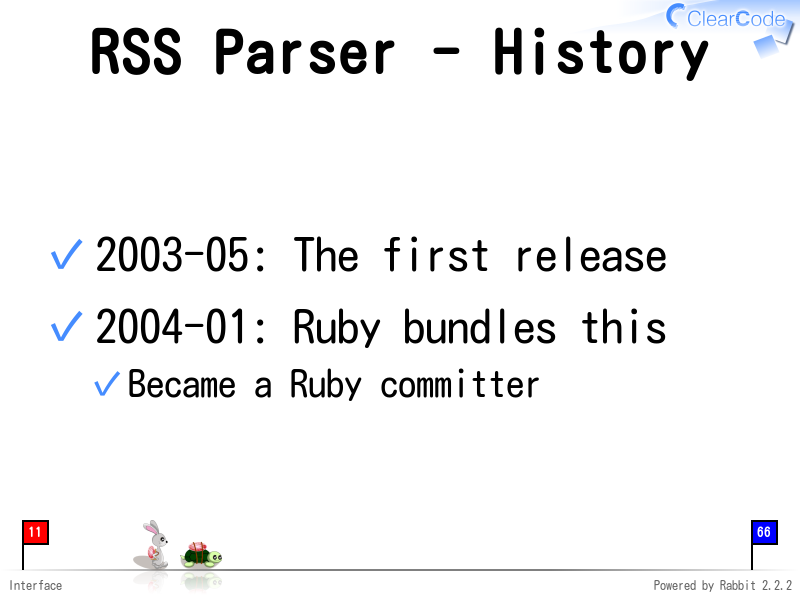 ClearCode
RSS Parser - History
2003-05: The first release
2004-01: Ruby bundles this
Became a Ruby committer
11
66
Interface
Powered by Rabbit 2.2.2